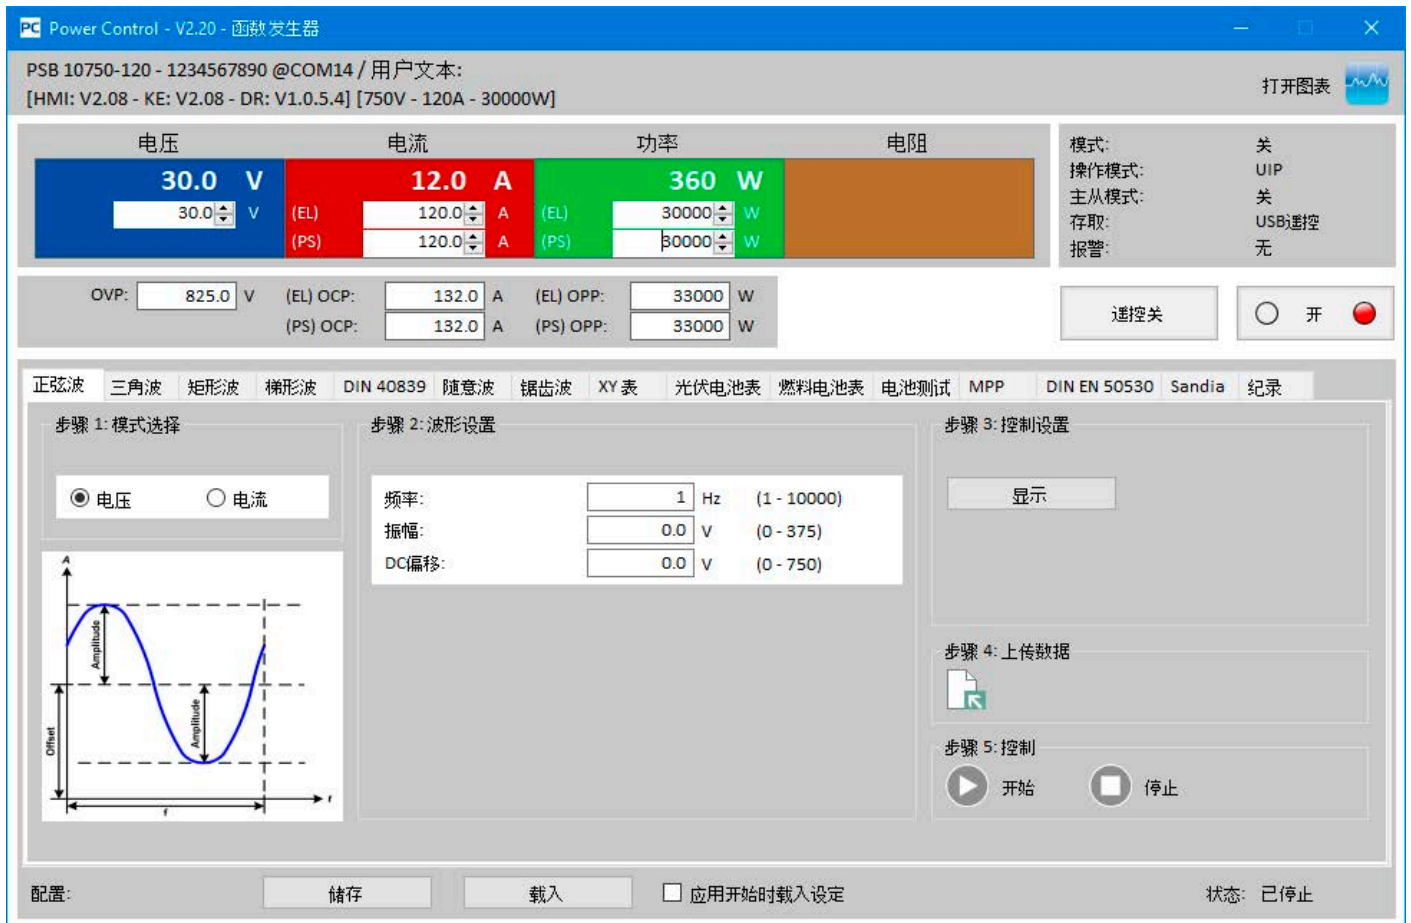 PC Power Control - V2.20 - 函数发生器
PSB 10750-120 - 1234567890 @COM14 / 用户文本:
[HMI: V2.08 - KE: V2.08 - DR: V1.0.5.4] [750V - 120A - 30000W]
打开图表
电压 电流 功率 电阻
30.0 V 12.0 A 360 W
30.0 V (EL) 120.0 A (EL) 30000 W
(PS) 120.0 A (PS) 30000 W
模式: 关
操作模式: UIP
主从模式: 关
存取: USB遥控
报警: 无
OVP: 825.0 V (EL) OCP: 132.0 A (EL) OPP: 33000 W
(PS) OCP: 132.0 A (PS) OPP: 33000 W
遥控关 开
正弦波 三角波 矩形波 梯形波 DIN 40839 随意波 锯齿波 XY 表 光伏电池表 燃料电池表 电池测试 MPP DIN EN 50530 Sandia 纪录
步骤 1: 模式选择
电压 电流
A
Amplitude
Amplitude
Offset
f
t
步骤 2: 波形设置
频率: 1 Hz (1 - 10000)
振幅: 0.0 V (0 - 375)
DC偏移: 0.0 V (0 - 750)
步骤 3: 控制设置
显示
步骤 4: 上传数据
步骤 5: 控制
开始 停止
配置: 储存 载入 应用开始时载入设定 状态: 已停止